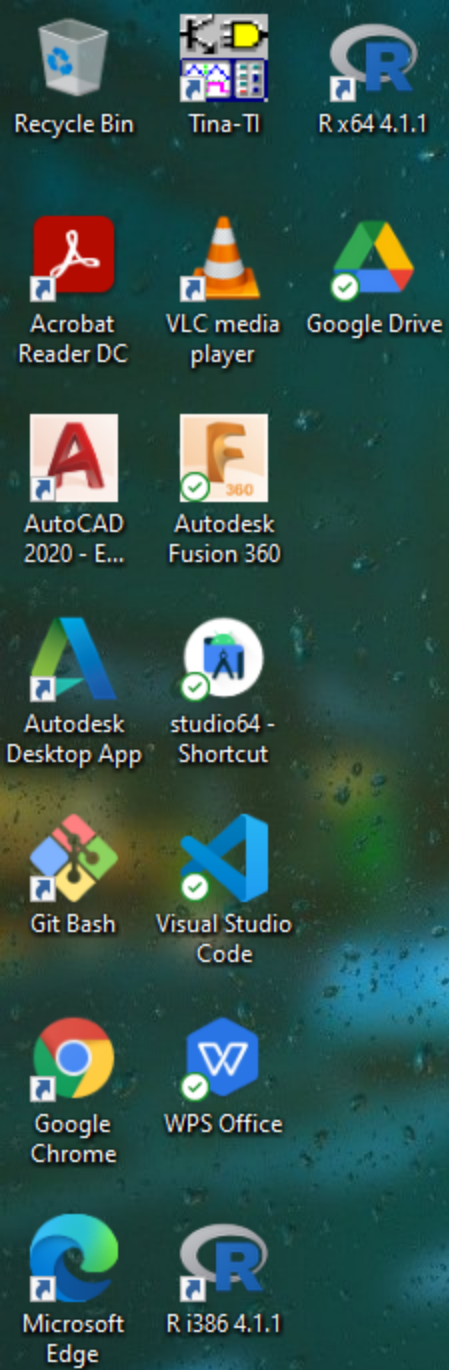 Recycle Bin
Tina-TI
R x64 4.1.1
Acrobat
Reader DC
VLC media
player
Google Drive
AutoCAD
2020 - E...
360
Autodesk
Fusion 360
Autodesk
Desktop App
studio64 -
Shortcut
Git Bash
Visual Studio
Code
Google
Chrome
WPS Office
Microsoft
Edge
R i386 4.1.1